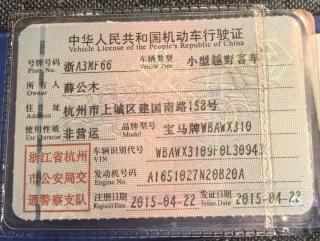 中华人民共和国机动车行驶证
Vehicle License of the People's Republic of China
号牌号码 浙A3MF66 车辆类型 小型越野客车
Plate No. Vehicle Type
所有人 薛公木
Owner
住址 杭州市上城区建国南路158号
Address
使用性质 非营运 品牌型号 宝马牌WBAWX310
Use Character Model
浙江省杭州 车辆识别代号 WBAWX3109F0L30943
市公安局交 VIN
通警察支队 发动机号码 A1651027N20B20A
Engine No.
注册日期 2015-04-22 发证日期 2015-04-22
Register Date Issue Date